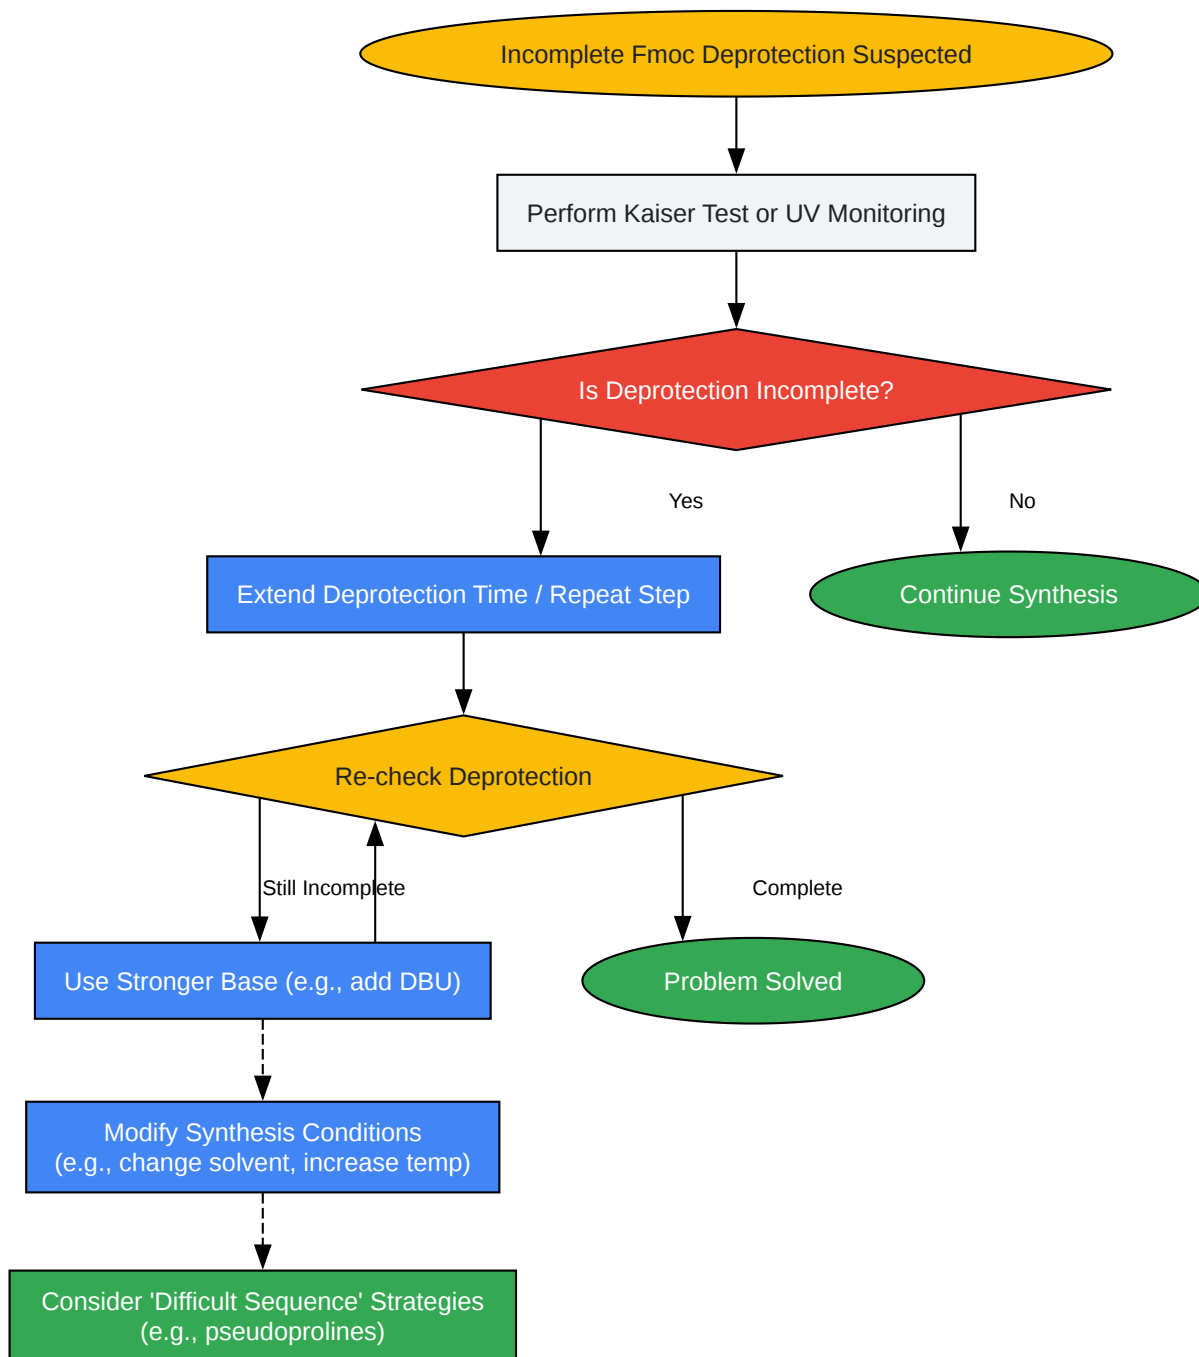 Incomplete Fmoc Deprotection Suspected
Perform Kaiser Test or UV Monitoring
Is Deprotection Incomplete?
Yes
No
Extend Deprotection Time / Repeat Step
Continue Synthesis
Re-check Deprotection
Still Incomplete
Complete
Use Stronger Base (e.g., add DBU)
Problem Solved
Modify Synthesis Conditions
(e.g., change solvent, increase temp)
Consider 'Difficult Sequence' Strategies
(e.g., pseudoprolines)